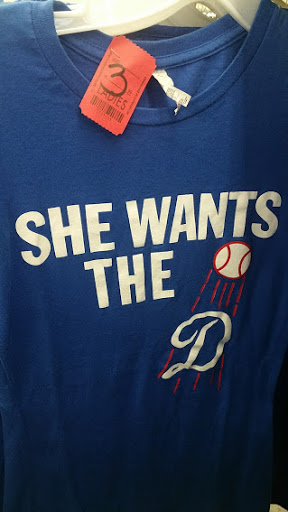 3
LADIES
SHE WANTS
THE
D